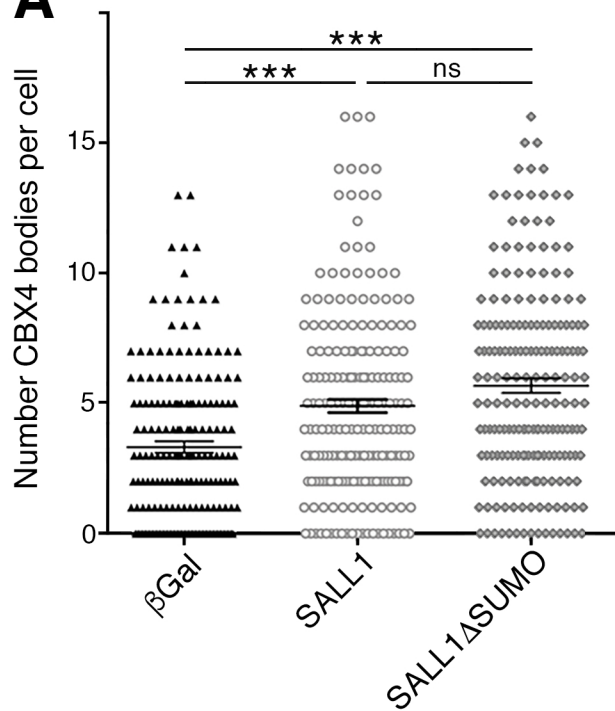 A
***
***
ns
Number CBX4 bodies per cell
15
10
5
0
βGal
SALL1
SALL1ΔSUMO